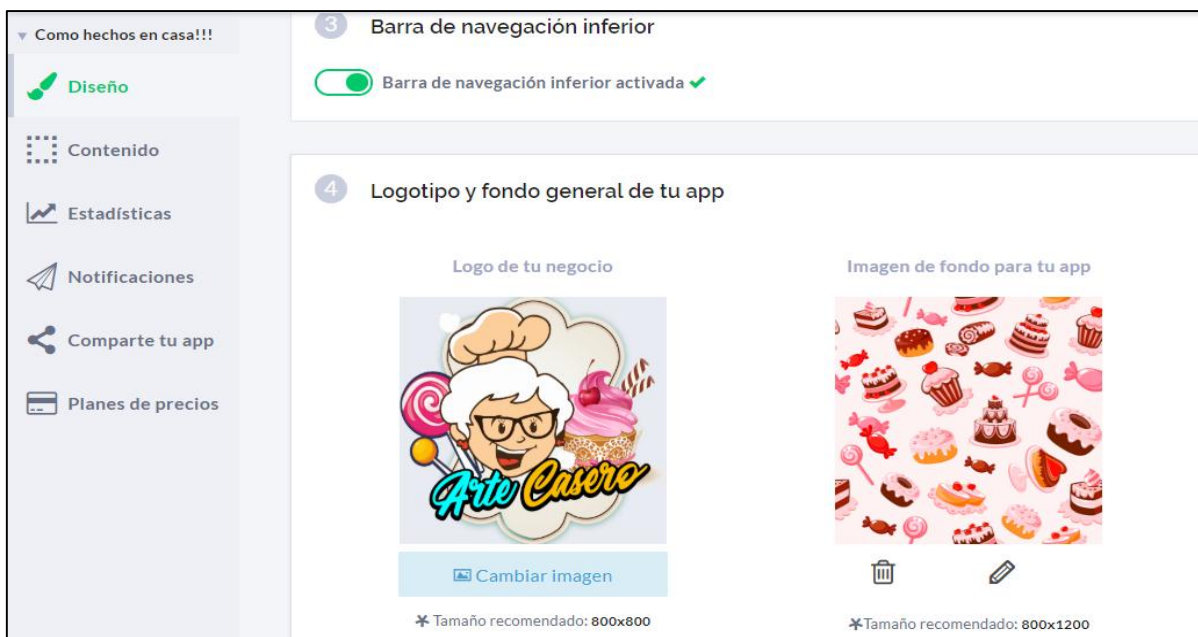 Como hechos en casa!!!
Diseño
Contenido
Estadísticas
Notificaciones
Comparte tu app
Planes de precios
3 Barra de navegación inferior
Barra de navegación inferior activada
4 Logotipo y fondo general de tu app
Logo de tu negocio
Arte Casero
Cambiar imagen
Tamaño recomendado: 800x800
Imagen de fondo para tu app
Tamaño recomendado: 800x1200